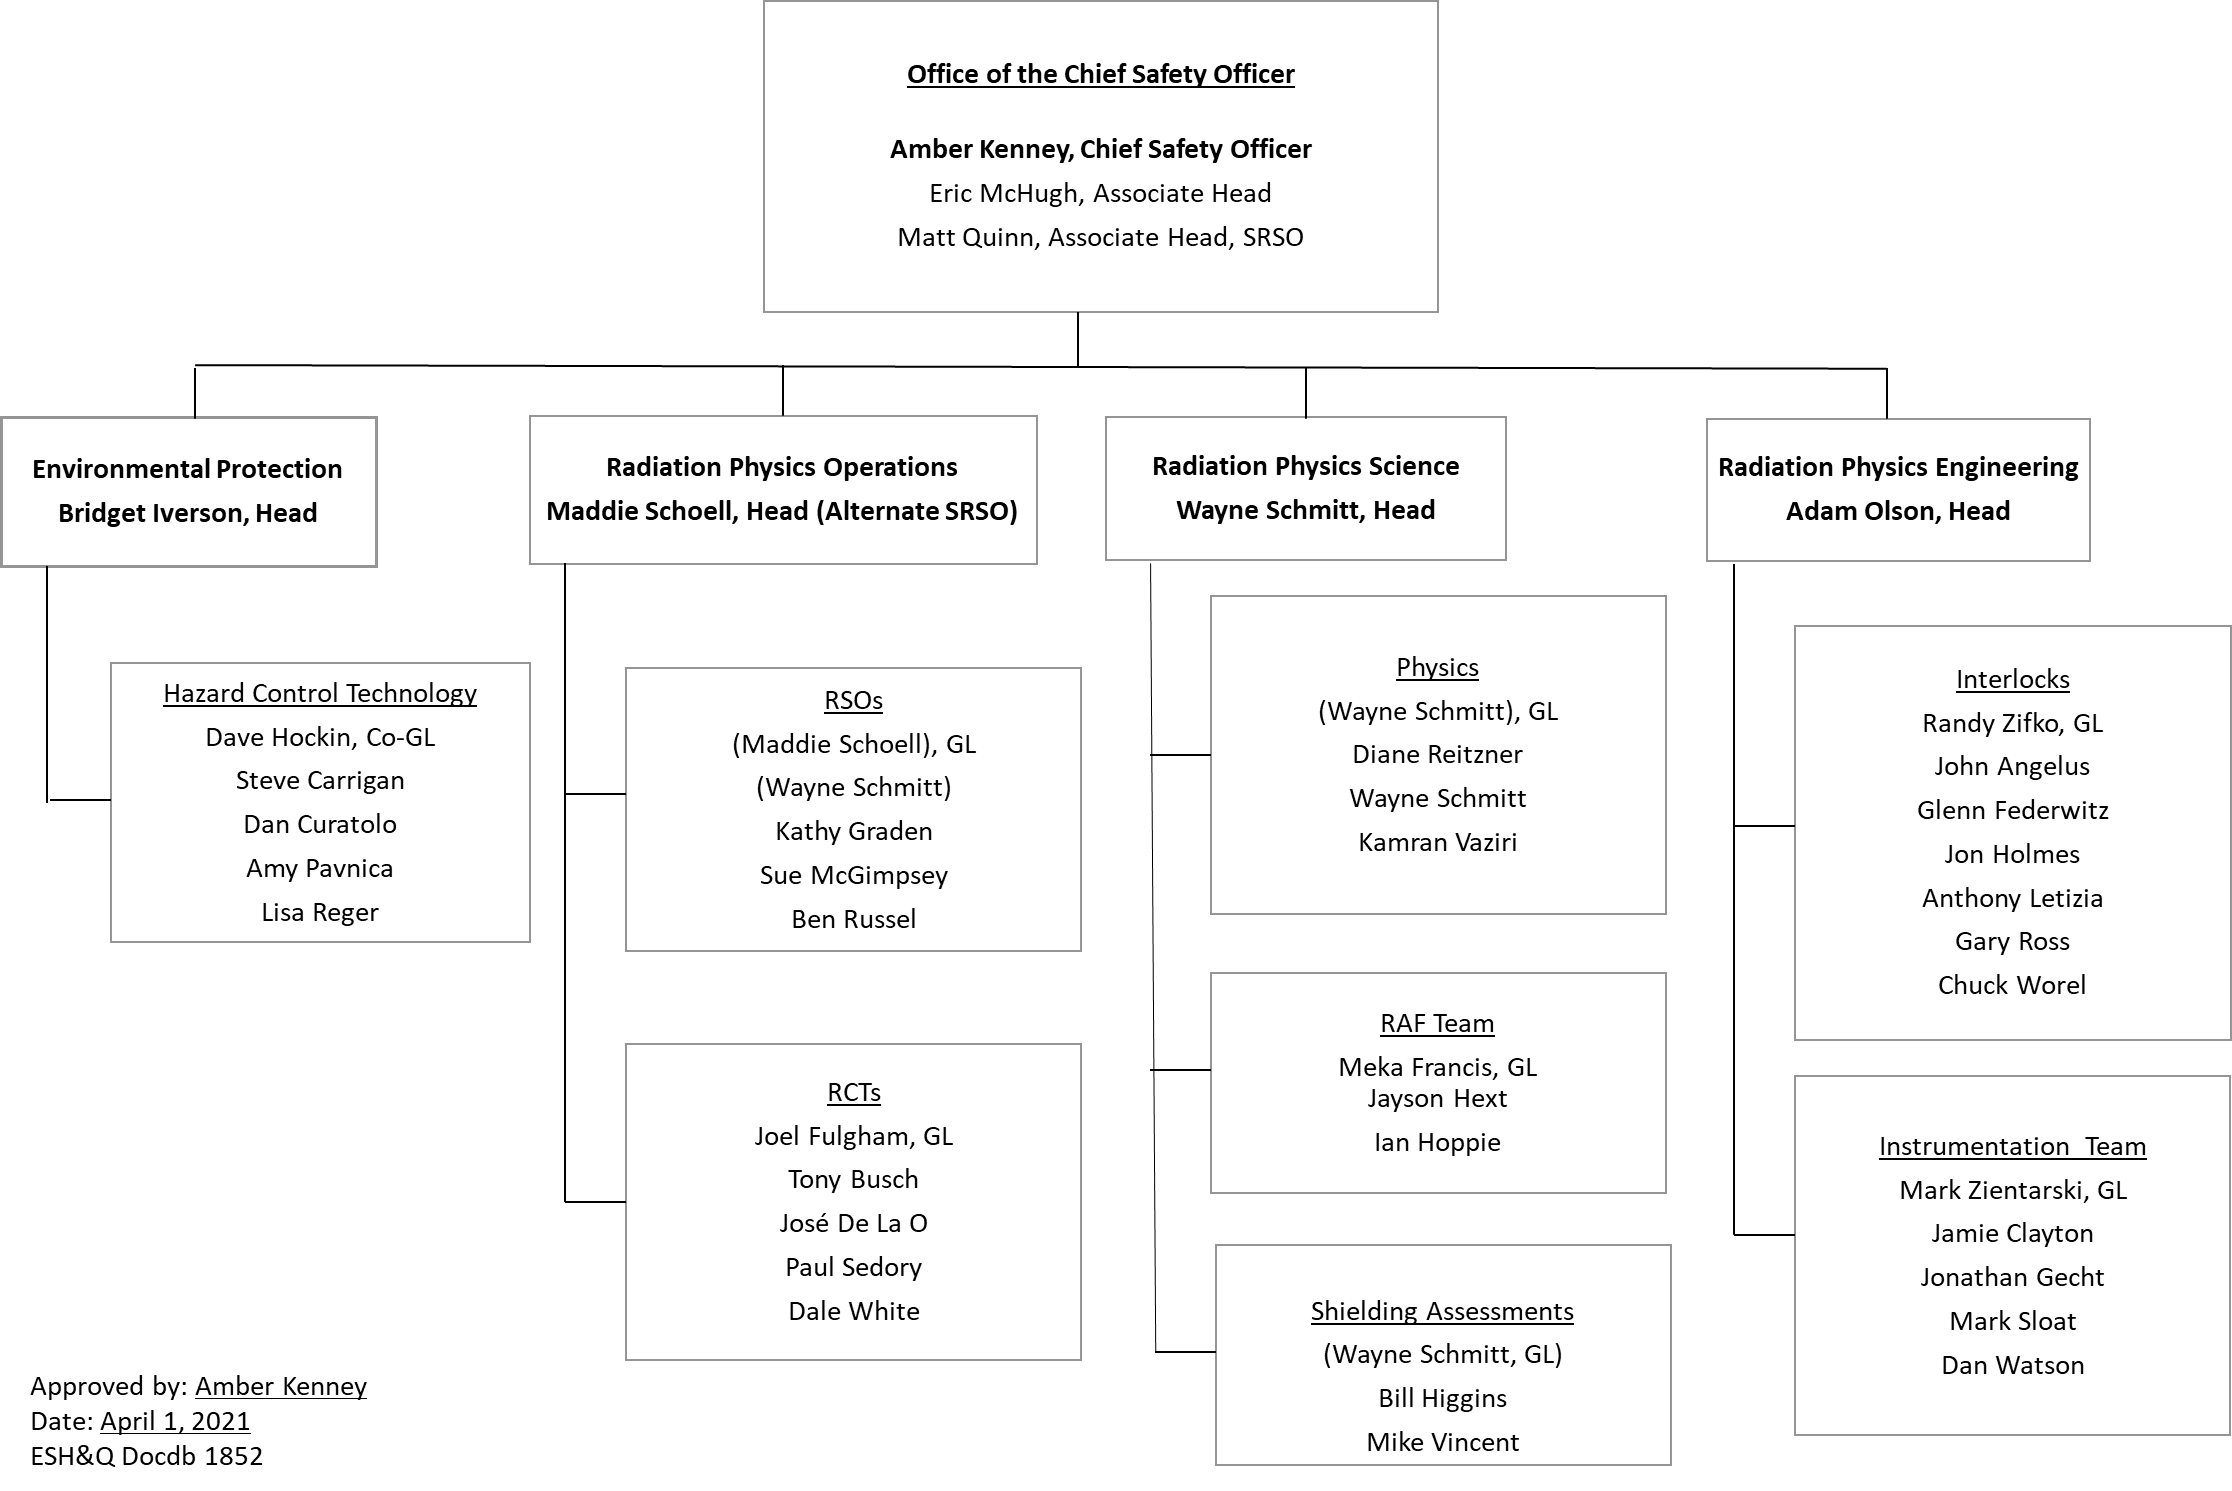 Office of the Chief Safety Officer
Amber Kenney, Chief Safety Officer
Eric McHugh, Associate Head
Matt Quinn, Associate Head, SRSO
Environmental Protection
Bridget Iverson, Head
Hazard Control Technology
Dave Hockin, Co-GL
Steve Carrigan
Dan Curatolo
Amy Pavnica
Lisa Reger
Radiation Physics Operations
Maddie Schoell, Head (Alternate SRSO)
RSOs
(Maddie Schoell), GL
(Wayne Schmitt)
Kathy Graden
Sue McGimpsey
Ben Russel
RCTs
Joel Fulgham, GL
Tony Busch
José De La O
Paul Sedory
Dale White
Radiation Physics Science
Wayne Schmitt, Head
Physics
(Wayne Schmitt), GL
Diane Reitzner
Wayne Schmitt
Kamran Vaziri
RAF Team
Meka Francis, GL
Jayson Hext
Ian Hoppie
Shielding Assessments
(Wayne Schmitt, GL)
Bill Higgins
Mike Vincent
Radiation Physics Engineering
Adam Olson, Head
Interlocks
Randy Zifko, GL
John Angelus
Glenn Federwitz
Jon Holmes
Anthony Letizia
Gary Ross
Chuck Worel
Instrumentation Team
Mark Zientarski, GL
Jamie Clayton
Jonathan Gecht
Mark Sloat
Dan Watson
Approved by: Amber Kenney
Date: April 1, 2021
ESH&Q Docdb 1852